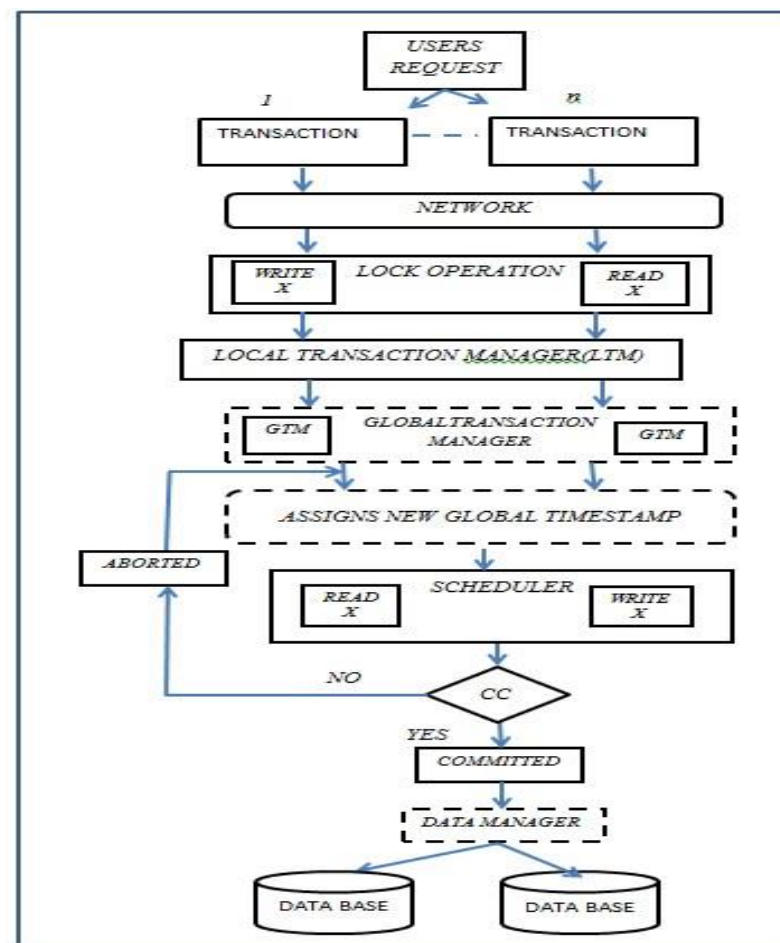 USERS
REQUEST
1
n
TRANSACTION
TRANSACTION
NETWORK
WRITE
X
LOCK OPERATION
READ
X
LOCAL TRANSACTION MANAGER(LTM)
GTM
GLOBALTRANSACTION
MANAGER
GTM
ASSIGNS NEW GLOBAL TIMESTAMP
ABORTED
SCHEDULER
READ
X
WRITE
X
NO
CC
YES
COMMITTED
DATA MANAGER
DATA BASE
DATA BASE